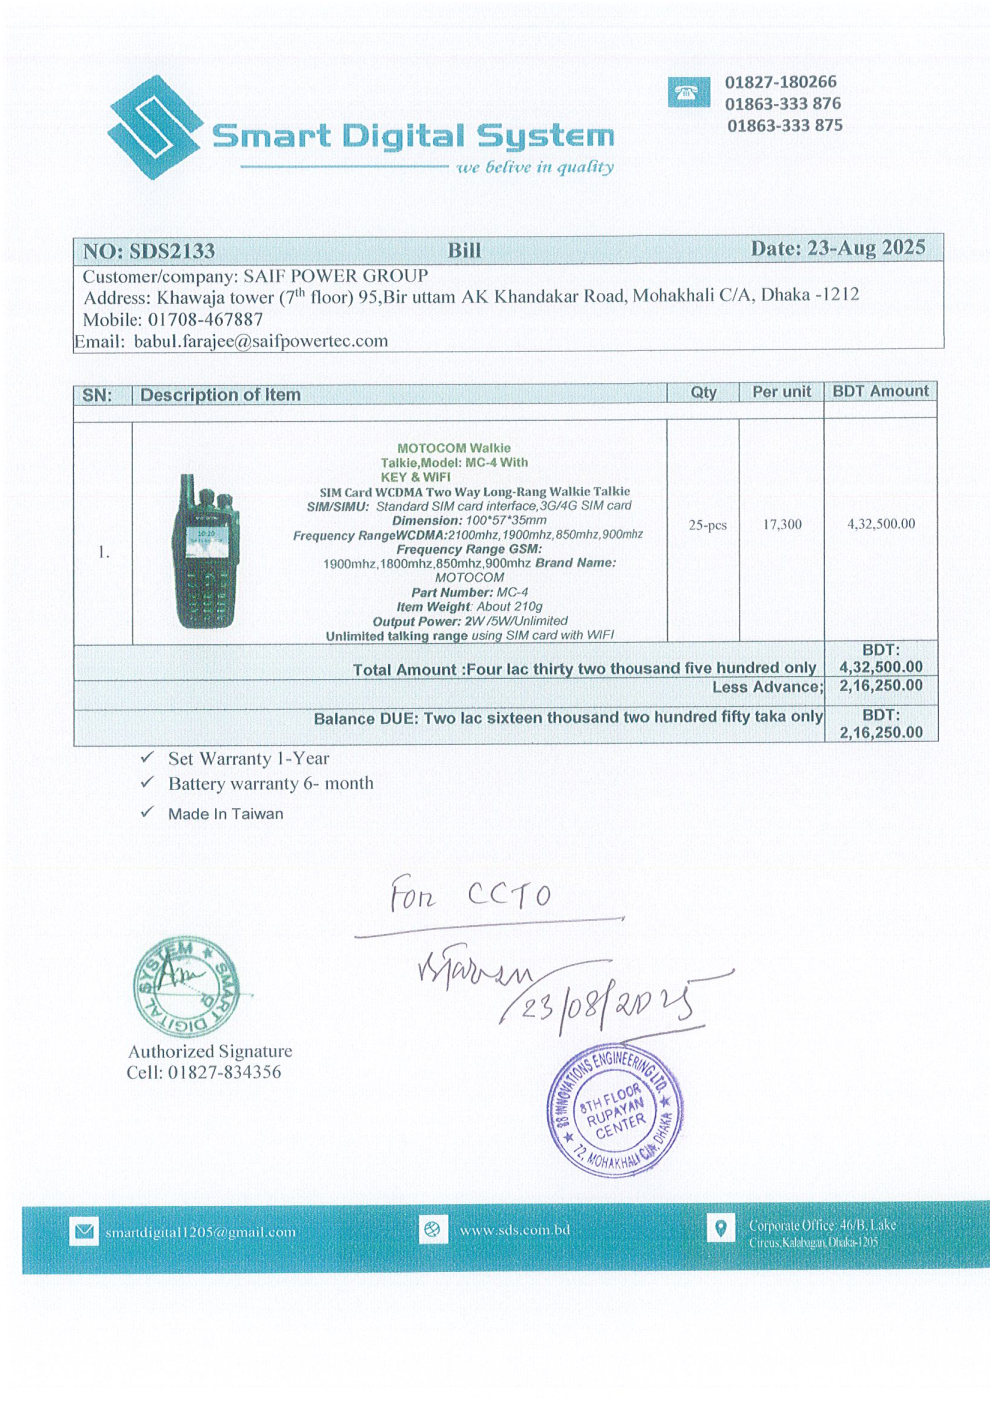 01827-180266
01863-333 876
01863-333 875
Smart Digital System
we belive in quality
NO: SDS2133 Bill Date: 23-Aug 2025
Customer/company: SAIF POWER GROUP
Address: Khawaja tower (7th floor) 95,Bir uttam AK Khandakar Road, Mohakhali C/A, Dhaka -1212
Mobile: 01708-467887
Email: babul.farajee@saifpowertec.com
SN: Description of Item Qty Per unit BDT Amount
MOTOCOM Walkie
Talkie,Model: MC-4 With
KEY & WIFI
SIM Card WCDMA Two Way Long-Rang Walkie Talkie
SIM/SIMU: Standard SIM card interface,3G/4G SIM card
Dimension: 100*57*35mm
Frequency RangeWCDMA:2100mhz,1900mhz,850mhz,900mhz
Frequency Range GSM:
1900mhz,1800mhz,850mhz,900mhz Brand Name:
MOTOCOM
Part Number: MC-4
Item Weight: About 210g
Output Power: 2W /5W/Unlimited
Unlimited talking range using SIM card with WIFI
1. 25-pcs 17,300 4,32,500.00
Total Amount :Four lac thirty two thousand five hundred only BDT: 4,32,500.00
Less Advance; 2,16,250.00
Balance DUE: Two lac sixteen thousand two hundred fifty taka only BDT: 2,16,250.00
✓ Set Warranty 1-Year
✓ Battery warranty 6- month
✓ Made In Taiwan
For CCTO
23/08/2025
SMART DIGITAL SYSTEM
Authorized Signature
Cell: 01827-834356
BB INNOVATIONS ENGINEERING LTD.
8TH FLOOR
RUPAYAN
CENTER
72, MOHAKHALI C/A, DHAKA
smartdigital1205@gmail.com
www.sds.com.bd
Corporate Office: 46/B, Lake
Circus, Kalabagan, Dhaka-1205